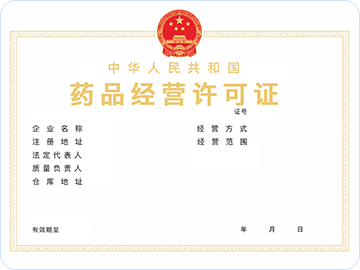 中华人民共和国
药品经营许可证
证号
企业名称 经营方式
注册地址 经营范围
法定代表人
质量负责人
仓库地址
有效期至 年 月 日